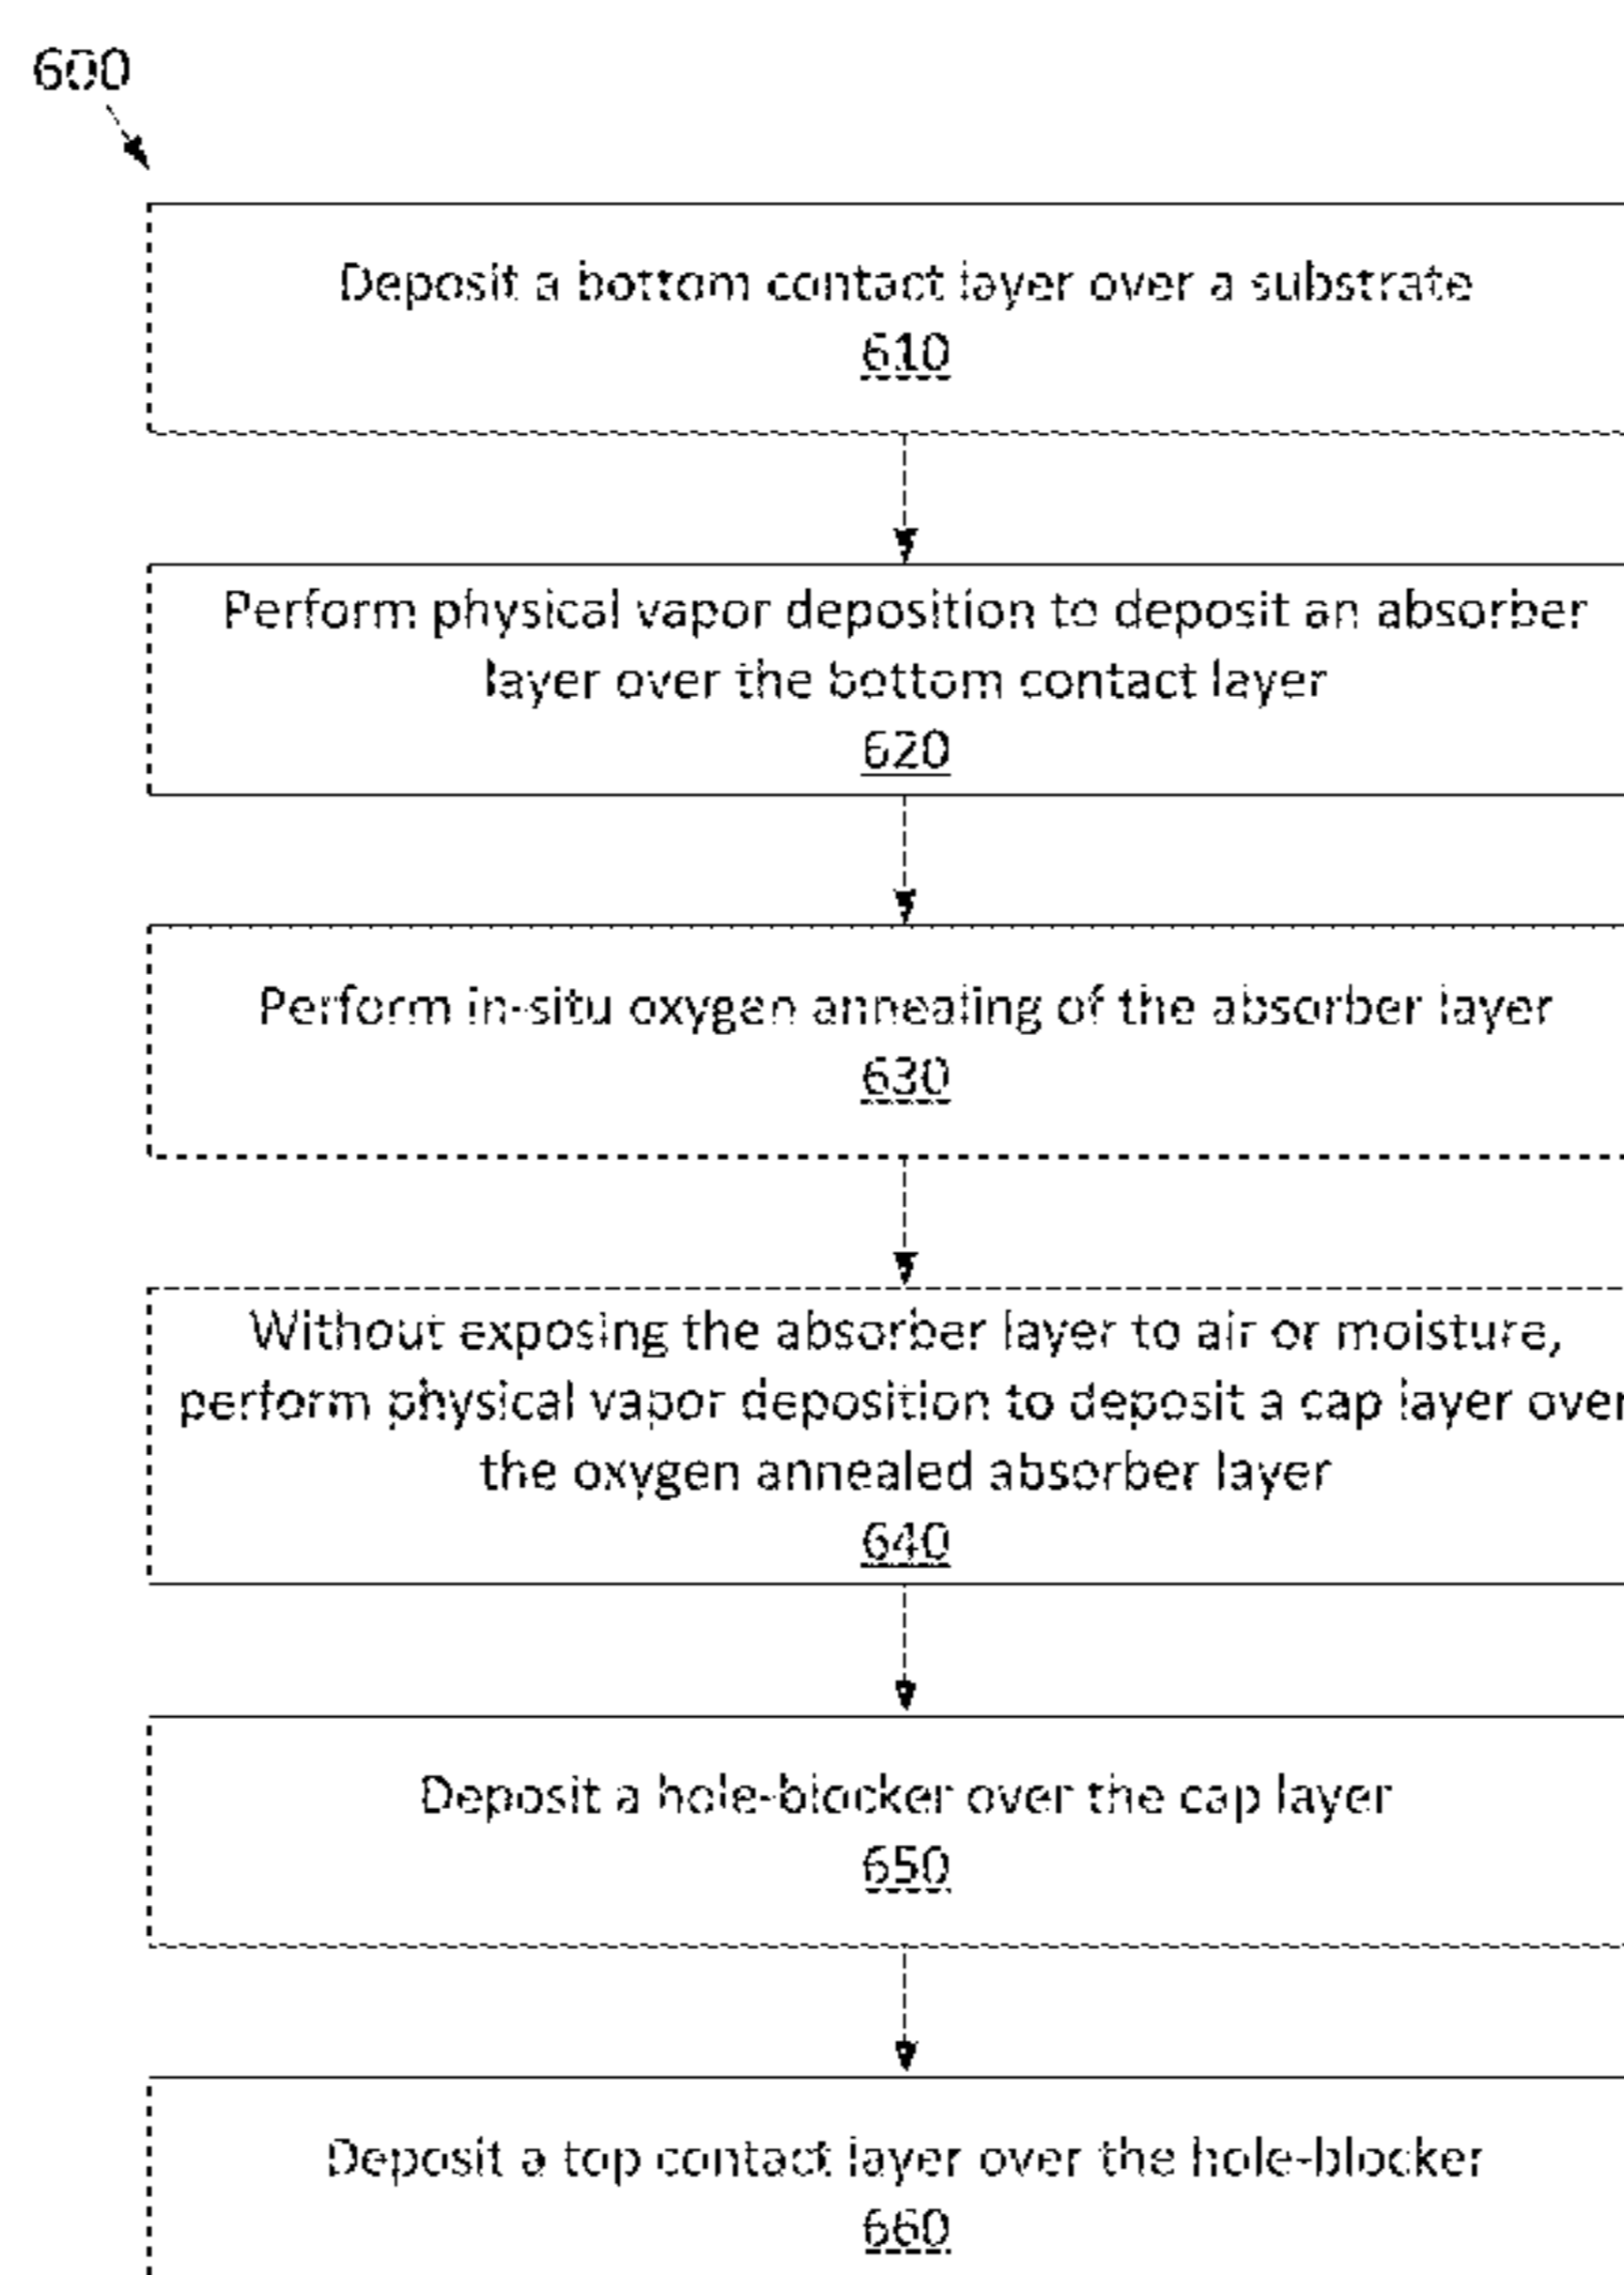 600
Deposit a bottom contact layer over a substrate
610
Perform physical vapor deposition to deposit an absorber
layer over the bottom contact layer
620
Perform in-situ oxygen annealing of the absorber layer
630
Without exposing the absorber layer to air or moisture,
perform physical vapor deposition to deposit a cap layer over
the oxygen annealed absorber layer
640
Deposit a hole-blocker over the cap layer
650
Deposit a top contact layer over the hole-blocker
660